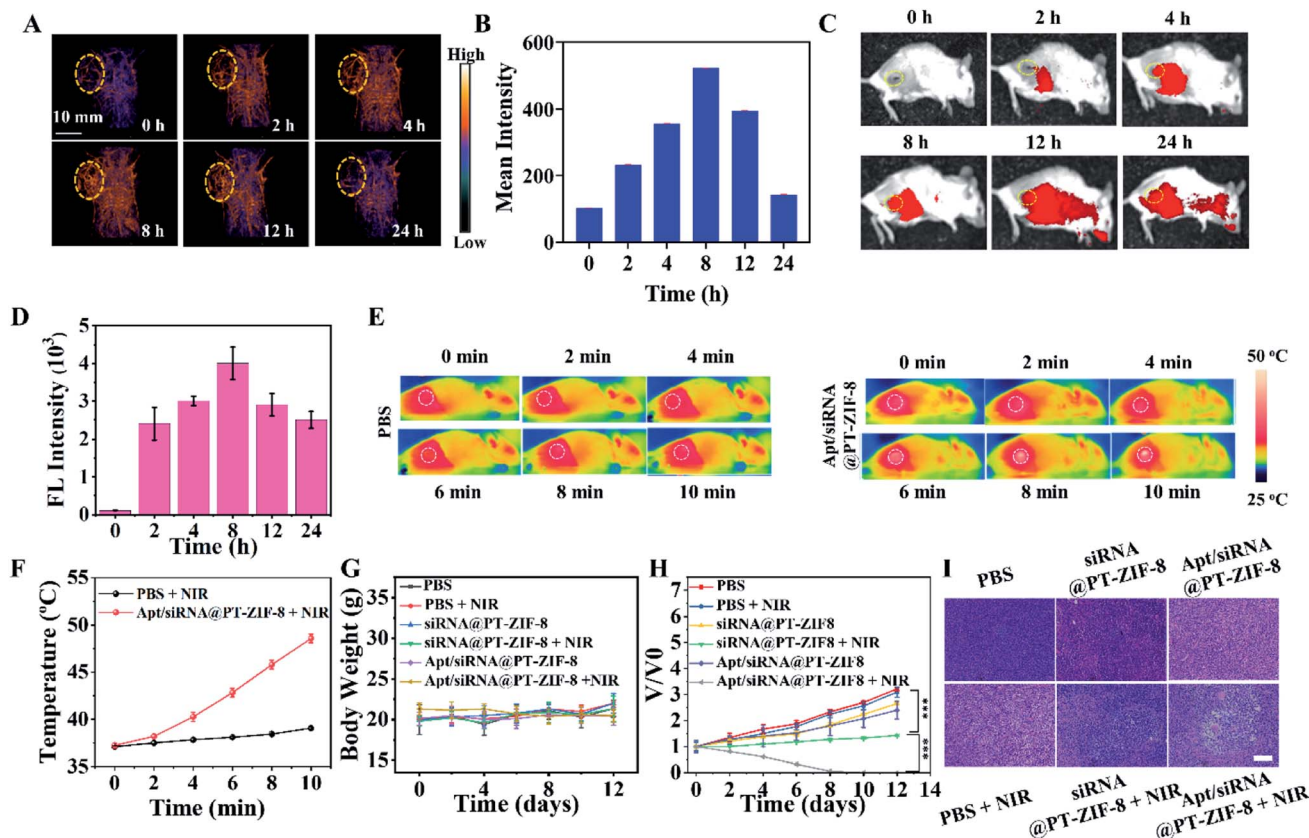 A
High
10 mm
0 h
2 h
4 h
8 h
12 h
24 h
Low
B
600
400
200
0
Mean Intensity
0 2 4 8 12 24
Time (h)
C
0 h 2 h 4 h
8 h 12 h 24 h
D
5
4
3
2
1
0
FL Intensity (10³)
0 2 4 8 12 24
Time (h)
E
0 min 2 min 4 min
PBS
6 min 8 min 10 min
0 min 2 min 4 min
Apt/siRNA
@PT-ZIF-8
6 min 8 min 10 min
50 °C
25 °C
F
57
52
47
42
37
Temperature (°C)
PBS + NIR
Apt/siRNA@PT-ZIF-8 + NIR
0 2 4 6 8 10
Time (min)
G
35
30
25
20
15
10
Body Weight (g)
PBS
PBS + NIR
siRNA@PT-ZIF-8
siRNA@PT-ZIF-8 + NIR
Apt/siRNA@PT-ZIF-8
Apt/siRNA@PT-ZIF-8 +NIR
0 2 4 6 8 10 12
Time (days)
H
7
6
5
4
3
2
1
0
V/V0
PBS
PBS + NIR
siRNA@PT-ZIF8
siRNA@PT-ZIF8 + NIR
Apt/siRNA@PT-ZIF8
Apt/siRNA@PT-ZIF8 + NIR
***
***
0 2 4 6 8 10 12 14
Time (days)
I
PBS
siRNA
@PT-ZIF-8
Apt/siRNA
@PT-ZIF-8
PBS + NIR
siRNA
@PT-ZIF-8 + NIR
Apt/siRNA
@PT-ZIF-8 + NIR